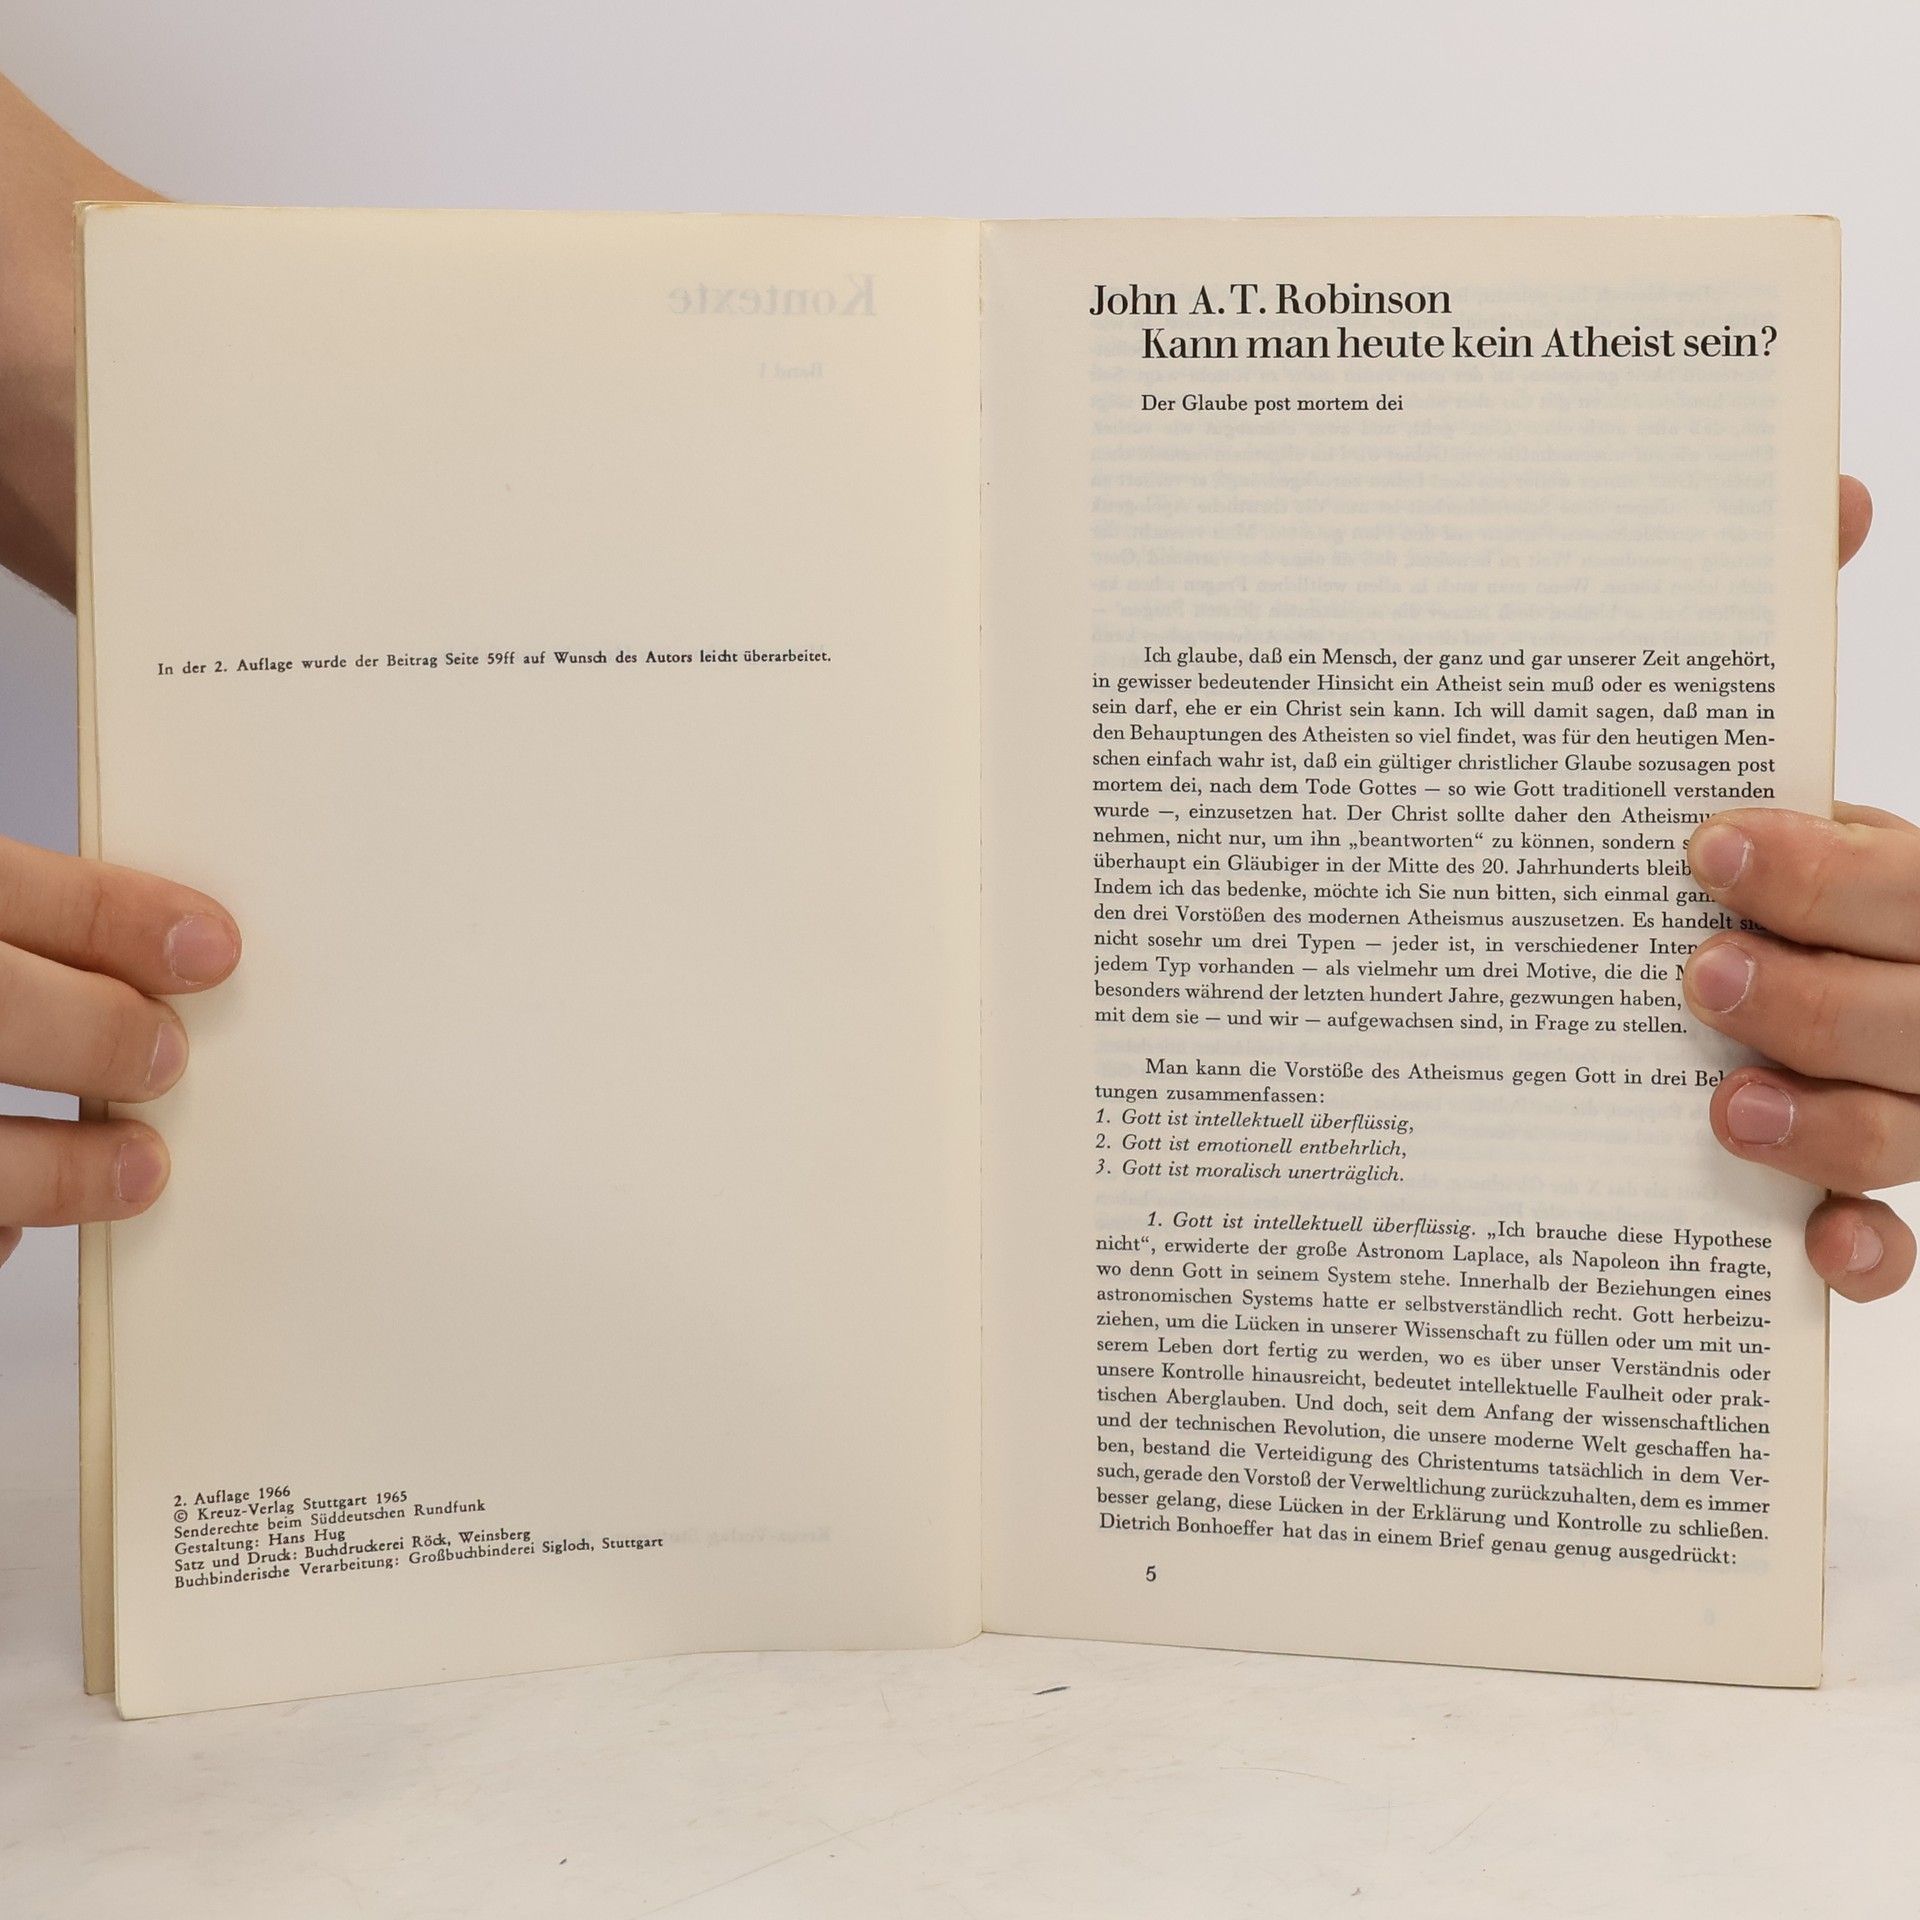 Kontexte
Band 1
In der 2. Auflage wurde der Beitrag Seite 59ff auf Wunsch des Autors leicht überarbeitet.
2. Auflage 1966
© Kreuz-Verlag Stuttgart 1965
Senderechte beim Süddeutschen Rundfunk
Gestaltung: Hans Hug
Satz und Druck: Buchdruckerei Röck, Weinsberg
Buchbinderische Verarbeitung: Großbuchbinderei Sigloch, Stuttgart
John A. T. Robinson
Kann man heute kein Atheist sein?
Der Glaube post mortem dei
Ich glaube, daß ein Mensch, der ganz und gar unserer Zeit angehört,
in gewisser bedeutender Hinsicht ein Atheist sein muß oder es wenigstens
sein darf, ehe er ein Christ sein kann. Ich will damit sagen, daß man in
den Behauptungen des Atheisten so viel findet, was für den heutigen Men-
schen einfach wahr ist, daß ein gültiger christlicher Glaube sozusagen post
mortem dei, nach dem Tode Gottes — so wie Gott traditionell verstanden
wurde —, einzusetzen hat. Der Christ sollte daher den
nehmen, nicht nur, um ihn „beantworten“ zu können, sondern
überhaupt ein Gläubiger in der Mitte des 20. Jahrhunderts
Indem ich das bedenke, möchte ich Sie nun bitten, sich einmal
den drei Vorstößen des modernen Atheismus auszusetzen. Es handelt
nicht sosehr um drei Typen — jeder ist, in verschiedener
jedem Typ vorhanden — als vielmehr um drei Motive, die die
besonders während der letzten hundert Jahre, gezwungen haben,
mit dem sie — und wir — aufgewachsen sind, in Frage zu stellen.
Man kann die Vorstöße des Atheismus gegen Gott in drei
tungen zusammenfassen:
1. Gott ist intellektuell überflüssig,
2. Gott ist emotionell entbehrlich,
3. Gott ist moralisch unerträglich.
1. Gott ist intellektuell überflüssig. „Ich brauche diese Hypothese
nicht“, erwiderte der große Astronom Laplace, als Napoleon ihn fragte,
wo denn Gott in seinem System stehe. Innerhalb der Beziehungen eines
astronomischen Systems hatte er selbstverständlich recht. Gott herbeizu-
ziehen, um die Lücken in unserer Wissenschaft zu füllen oder um mit un-
serem Leben dort fertig zu werden, wo es über unser Verständnis oder
unsere Kontrolle hinausreicht, bedeutet intellektuelle Faulheit oder prak-
tischen Aberglauben. Und doch, seit dem Anfang der wissenschaftlichen
und der technischen Revolution, die unsere moderne Welt geschaffen ha-
ben, bestand die Verteidigung des Christentums tatsächlich in dem Ver-
such, gerade den Vorstoß der Verweltlichung zurückzuhalten, dem es immer
besser gelang, diese Lücken in der Erklärung und Kontrolle zu schließen.
Dietrich Bonhoeffer hat das in einem Brief genau genug ausgedrückt:
5